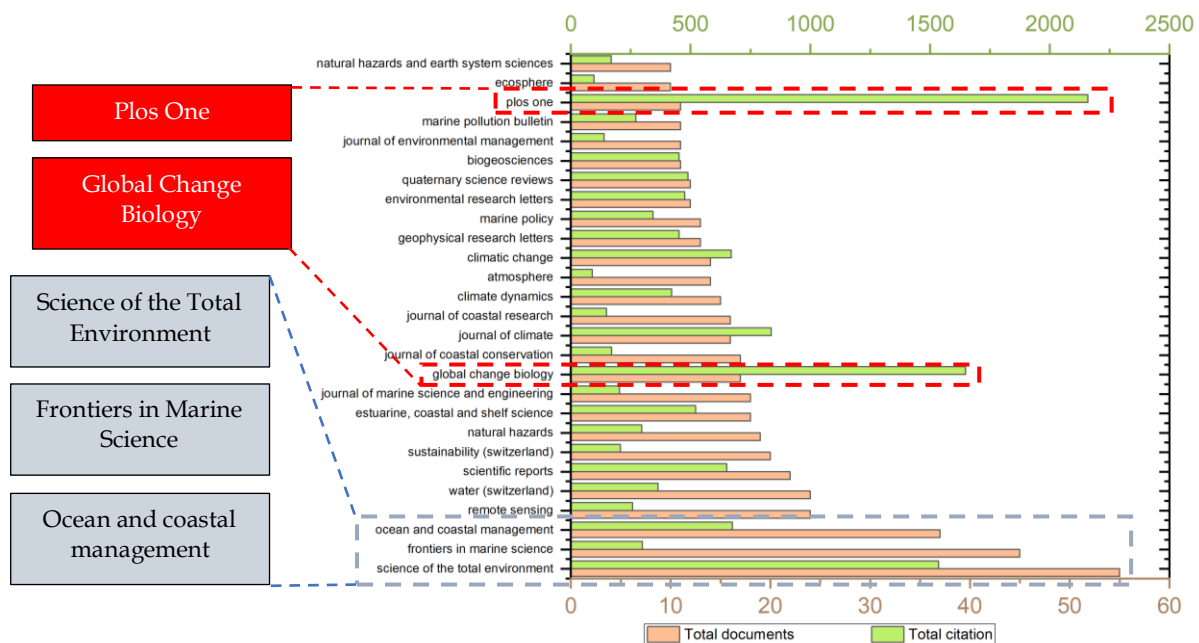 0 500 1000 1500 2000 2500
natural hazards and earth system sciences
ecosphere
plos one
marine pollution bulletin
journal of environmental management
biogeosciences
quaternary science reviews
environmental research letters
marine policy
geophysical research letters
climatic change
atmosphere
climate dynamics
journal of coastal research
journal of climate
journal of coastal conservation
global change biology
journal of marine science and engineering
estuarine, coastal and shelf science
natural hazards
sustainability (switzerland)
scientific reports
water (switzerland)
remote sensing
ocean and coastal management
frontiers in marine science
science of the total environment
0 10 20 30 40 50 60
Total documents Total citation
Plos One
Global Change
Biology
Science of the Total
Environment
Frontiers in Marine
Science
Ocean and coastal
management